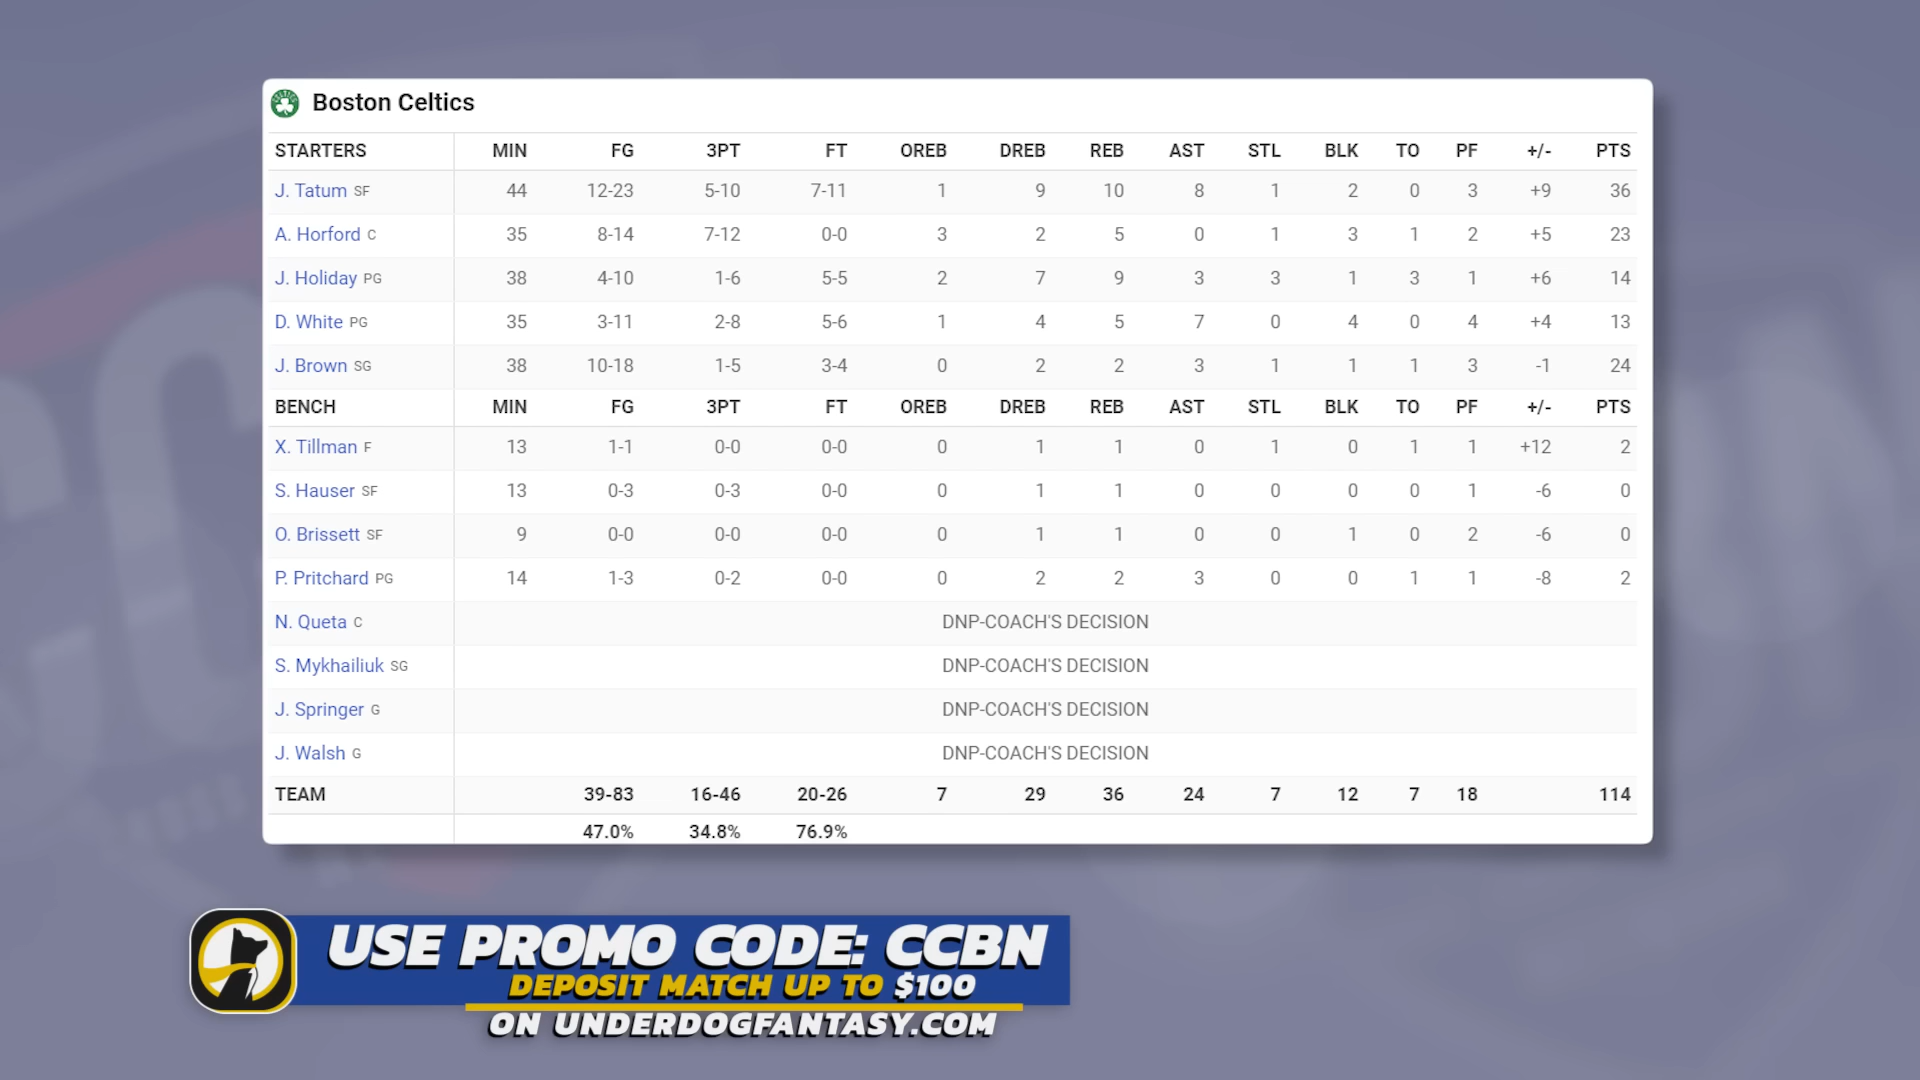 Boston Celtics
STARTERS MIN FG 3PT FT OREB DREB REB AST STL BLK TO PF +/- PTS
J. Tatum SF 44 12-23 5-10 7-11 1 9 10 8 1 2 0 3 +9 36
A. Horford C 35 8-14 7-12 0-0 3 2 5 0 1 3 1 2 +5 23
J. Holiday PG 38 4-10 1-6 5-5 2 7 9 3 3 1 3 1 +6 14
D. White PG 35 3-11 2-8 5-6 1 4 5 7 0 4 0 4 +4 13
J. Brown SG 38 10-18 1-5 3-4 0 2 2 3 1 1 1 3 -1 24
BENCH MIN FG 3PT FT OREB DREB REB AST STL BLK TO PF +/- PTS
X. Tillman F 13 1-1 0-0 0-0 0 1 1 0 1 0 1 1 +12 2
S. Hauser SF 13 0-3 0-3 0-0 0 1 1 0 0 0 0 1 -6 0
O. Brissett SF 9 0-0 0-0 0-0 0 1 1 0 0 1 0 2 -6 0
P. Pritchard PG 14 1-3 0-2 0-0 0 2 2 3 0 0 1 1 -8 2
N. Queta C DNP-COACH'S DECISION
S. Mykhailiuk SG DNP-COACH'S DECISION
J. Springer G DNP-COACH'S DECISION
J. Walsh G DNP-COACH'S DECISION
TEAM 39-83 16-46 20-26 7 29 36 24 7 12 7 18 114
47.0% 34.8% 76.9%
USE PROMO CODE: CCBN
DEPOSIT MATCH UP TO $100
ON UNDERDOGFANTASY.COM